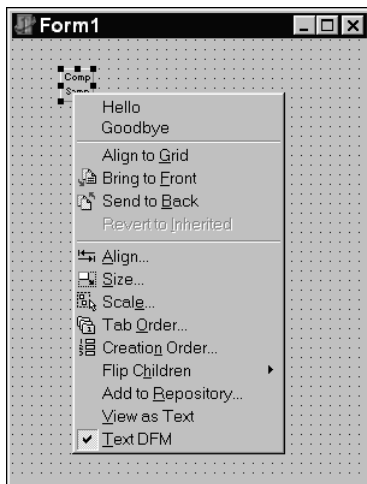 Form1
Comp
Samp
Hello
Goodbye
Align to Grid
Bring to Front
Send to Back
Revert to Inherited
Align...
Size...
Scale...
Tab Order...
Creation Order...
Flip Children
Add to Repository...
View as Text
Text DFM